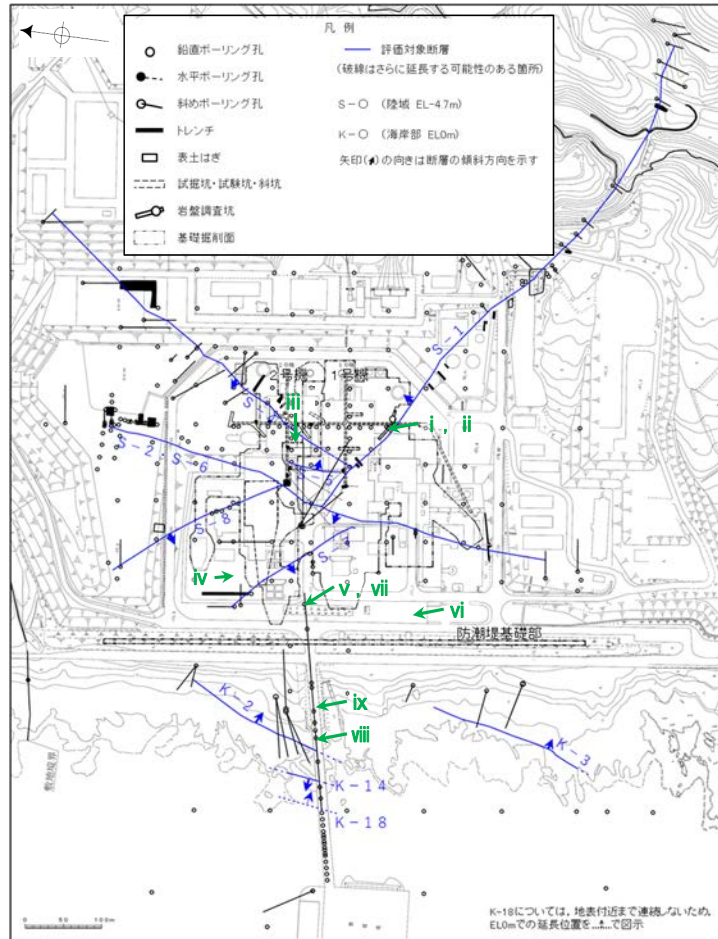 凡 例
鉛直ボーリング孔
水平ボーリング孔
斜めボーリング孔
トレンチ
表土はぎ
試掘坑・試験坑・斜坑
岩盤調査坑
基礎掘削面
評価対象断層
(破線はさらに延長する可能性のある箇所)
S-○ (陸域 EL-4.7m)
K-○ (海岸部 EL0m)
矢印( )の向きは断層の傾斜方向を示す
S-1
2号機
1号機
iii
S-4
i , ii
S-2・S-6
S-5
S-8
S-7
iv
v , vii
vi
防潮堤基礎部
K-2
ix
viii
K-3
敷地境界
K-14
K-18
0 50 100m
K-18については,地表付近まで連続しないため,
EL0mでの延長位置を......で図示